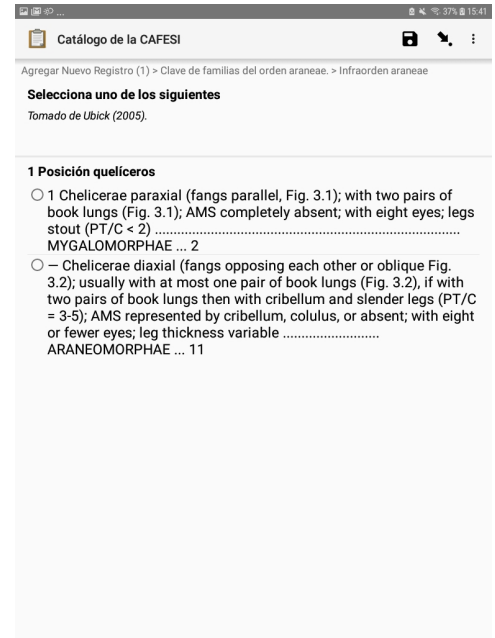 37% 15:41
Catálogo de la CAFESI
Agregar Nuevo Registro (1) > Clave de familias del orden araneae. > Infraorden araneae
Selecciona uno de los siguientes
Tomado de Ubick (2005).
1 Posición quelíceros
1 Chelicerae paraxial (fangs parallel, Fig. 3.1); with two pairs of
book lungs (Fig. 3.1); AMS completely absent; with eight eyes; legs
stout (PT/C < 2) ............................................................................
MYGALOMORPHAE ... 2
— Chelicerae diaxial (fangs opposing each other or oblique Fig.
3.2); usually with at most one pair of book lungs (Fig. 3.2), if with
two pairs of book lungs then with cribellum and slender legs (PT/C
= 3-5); AMS represented by cribellum, colulus, or absent; with eight
or fewer eyes; leg thickness variable ........................
ARANEOMORPHAE ... 11